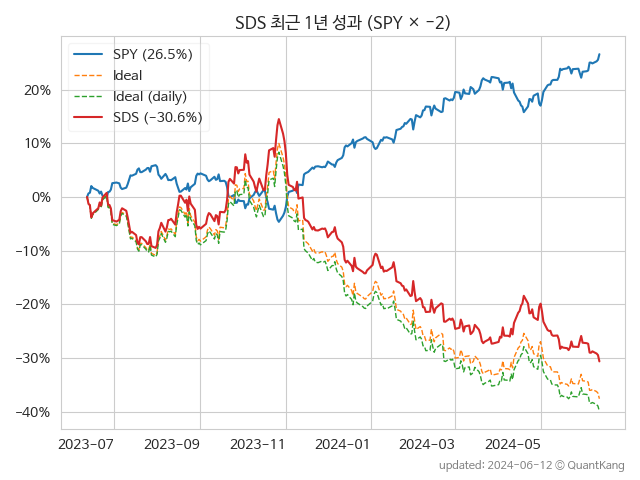 SDS 최근 1년 성과 (SPY × −2)
SPY (26.5%)
Ideal
Ideal (daily)
SDS (−30.6%)
20%
10%
0%
−10%
−20%
−30%
−40%
2023−07 2023−09 2023−11 2024−01 2024−03 2024−05
updated: 2024−06−12 ⓒ QuantKang